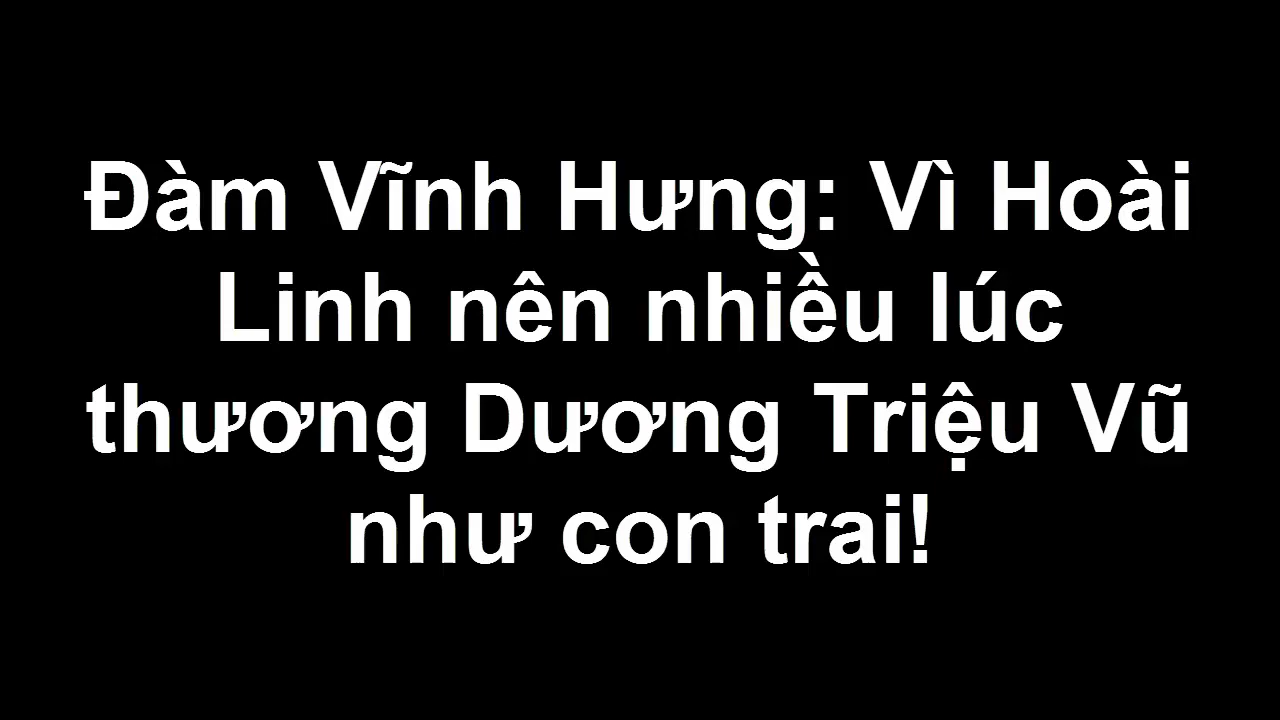 Đàm Vĩnh Hưng: Vì Hoài
Linh nên nhiều lúc
thương Dương Triệu Vũ
như con trai!